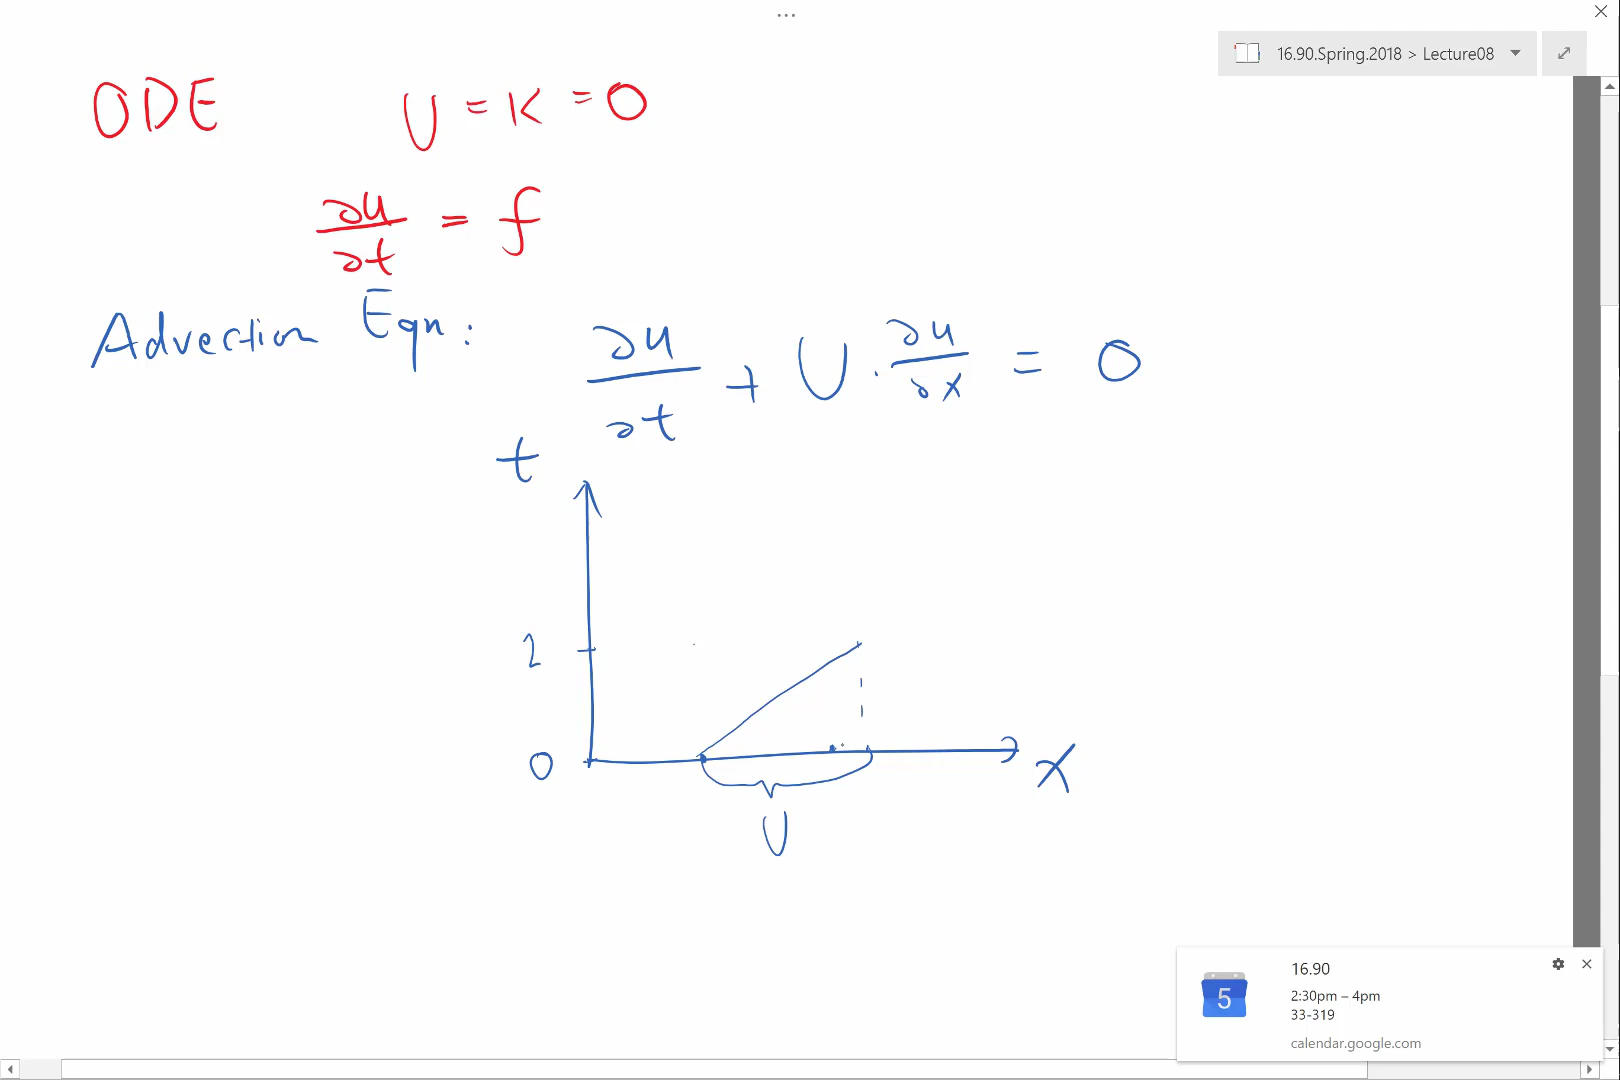 16.90.Spring.2018 > Lecture08
ODE U = K = 0
∂u/∂t = f
Advection Eqn: ∂u/∂t + U · ∂u/∂x = 0
t
2
0
x
U
16.90
5
2:30pm – 4pm
33-319
calendar.google.com